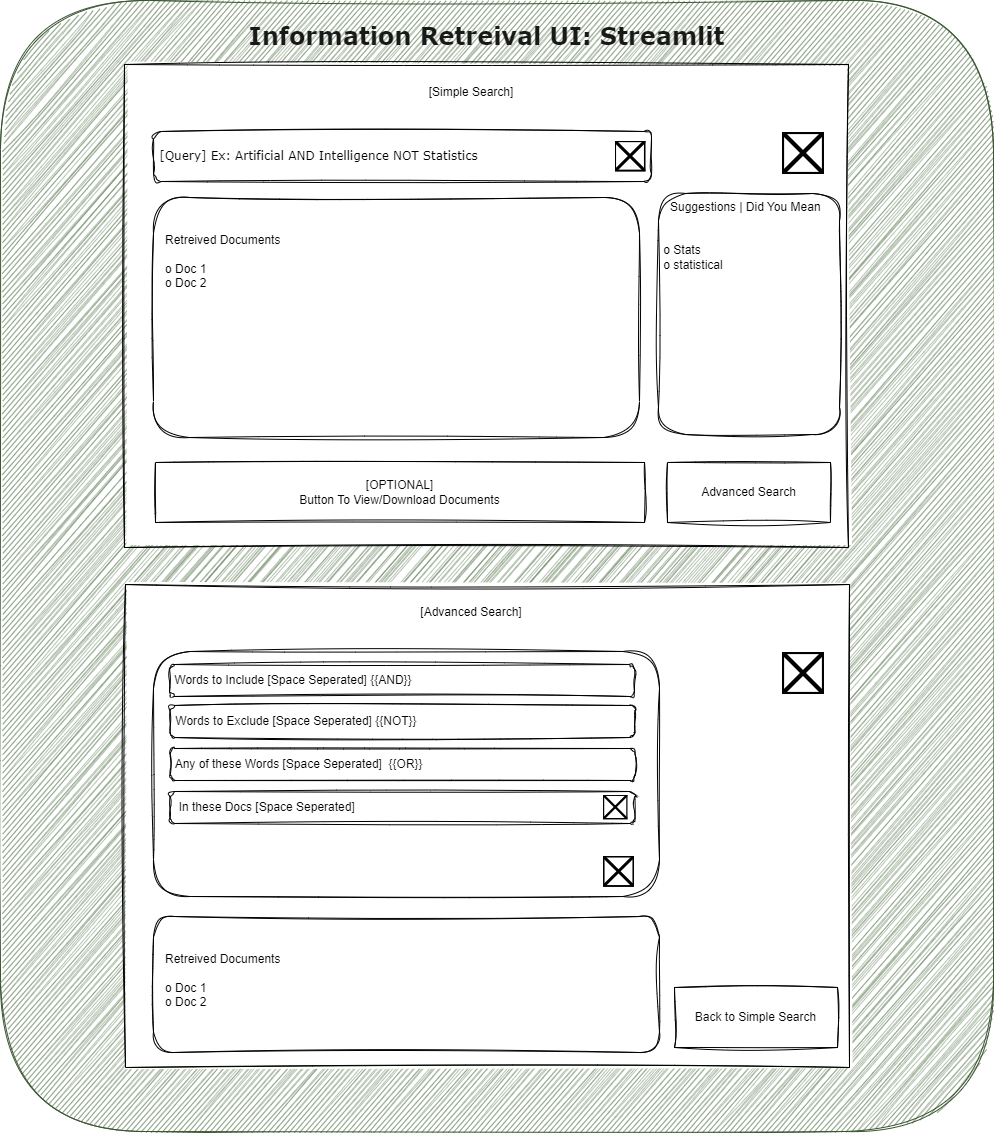 Information Retreival UI: Streamlit
[Simple Search]
[Query] Ex: Artificial AND Intelligence NOT Statistics
Suggestions | Did You Mean
Retreived Documents
o Doc 1
o Doc 2
o Stats
o statistical
[OPTIONAL]
Button To View/Download Documents
Advanced Search
[Advanced Search]
Words to Include [Space Seperated] {{AND}}
Words to Exclude [Space Seperated] {{NOT}}
Any of these Words [Space Seperated]  {{OR}}
In these Docs [Space Seperated]
Retreived Documents
o Doc 1
o Doc 2
Back to Simple Search